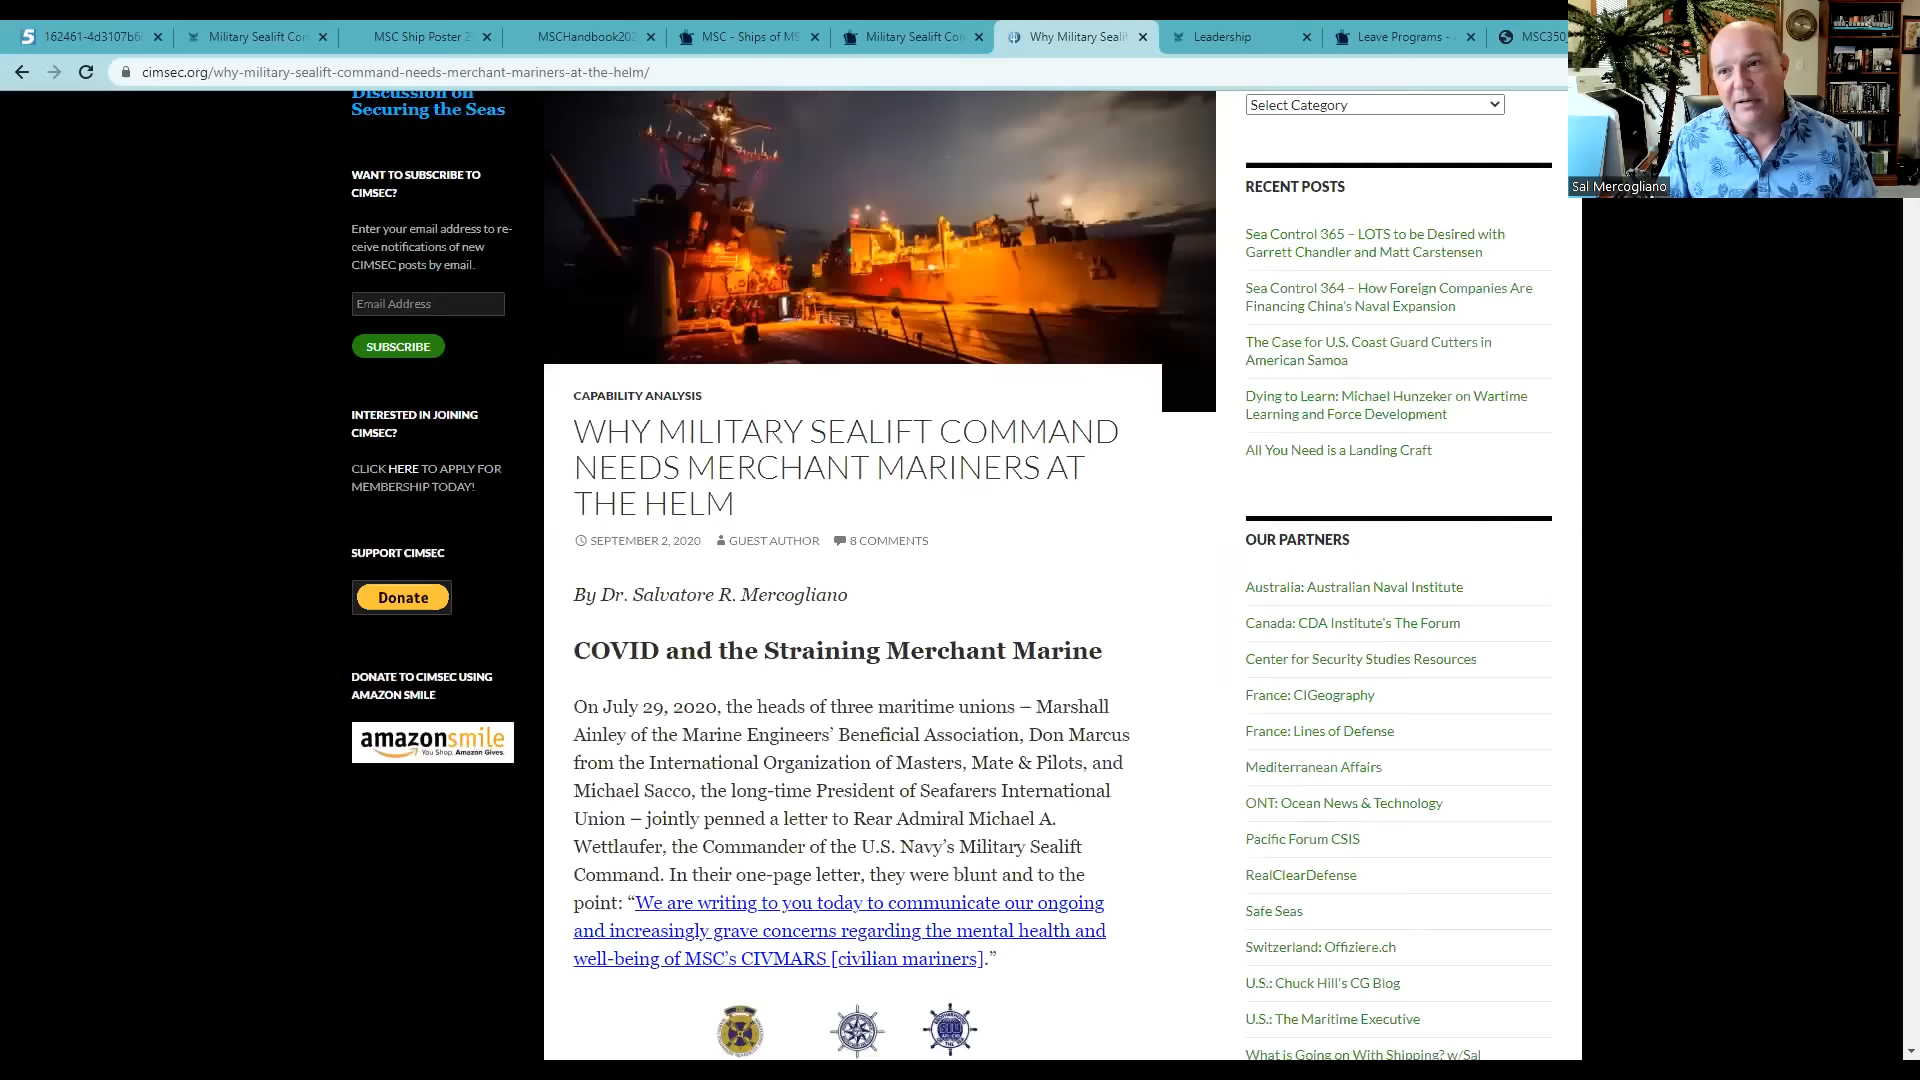 162461-4d3107b6
Military Sealift Com
MSC Ship Poster 2
MSCHandbook202
MSC - Ships of MS
Military Sealift Co
Why Military Sealif
Leadership
Leave Programs -
MSC350
cimsec.org/why-military-sealift-command-needs-merchant-mariners-at-the-helm/
Sal Mercogliano
Discussion on
Securing the Seas
WANT TO SUBSCRIBE TO
CIMSEC?
Enter your email address to re-
ceive notifications of new
CIMSEC posts by email.
Email Address
SUBSCRIBE
INTERESTED IN JOINING
CIMSEC?
CLICK HERE TO APPLY FOR
MEMBERSHIP TODAY!
SUPPORT CIMSEC
Donate
DONATE TO CIMSEC USING
AMAZON SMILE
amazonsmile
You Shop. Amazon Gives.
CAPABILITY ANALYSIS
WHY MILITARY SEALIFT COMMAND
NEEDS MERCHANT MARINERS AT
THE HELM
SEPTEMBER 2, 2020 GUEST AUTHOR 8 COMMENTS
By Dr. Salvatore R. Mercogliano
COVID and the Straining Merchant Marine
On July 29, 2020, the heads of three maritime unions – Marshall
Ainley of the Marine Engineers’ Beneficial Association, Don Marcus
from the International Organization of Masters, Mate & Pilots, and
Michael Sacco, the long-time President of Seafarers International
Union – jointly penned a letter to Rear Admiral Michael A.
Wettlaufer, the Commander of the U.S. Navy’s Military Sealift
Command. In their one-page letter, they were blunt and to the
point: “We are writing to you today to communicate our ongoing
and increasingly grave concerns regarding the mental health and
well-being of MSC’s CIVMARS [civilian mariners].”
Select Category
RECENT POSTS
Sea Control 365 – LOTS to be Desired with
Garrett Chandler and Matt Carstensen
Sea Control 364 – How Foreign Companies Are
Financing China’s Naval Expansion
The Case for U.S. Coast Guard Cutters in
American Samoa
Dying to Learn: Michael Hunzeker on Wartime
Learning and Force Development
All You Need is a Landing Craft
OUR PARTNERS
Australia: Australian Naval Institute
Canada: CDA Institute’s The Forum
Center for Security Studies Resources
France: CIGeography
France: Lines of Defense
Mediterranean Affairs
ONT: Ocean News & Technology
Pacific Forum CSIS
RealClearDefense
Safe Seas
Switzerland: Offiziere.ch
U.S.: Chuck Hill’s CG Blog
U.S.: The Maritime Executive
What is Going on With Shipping? w/Sal